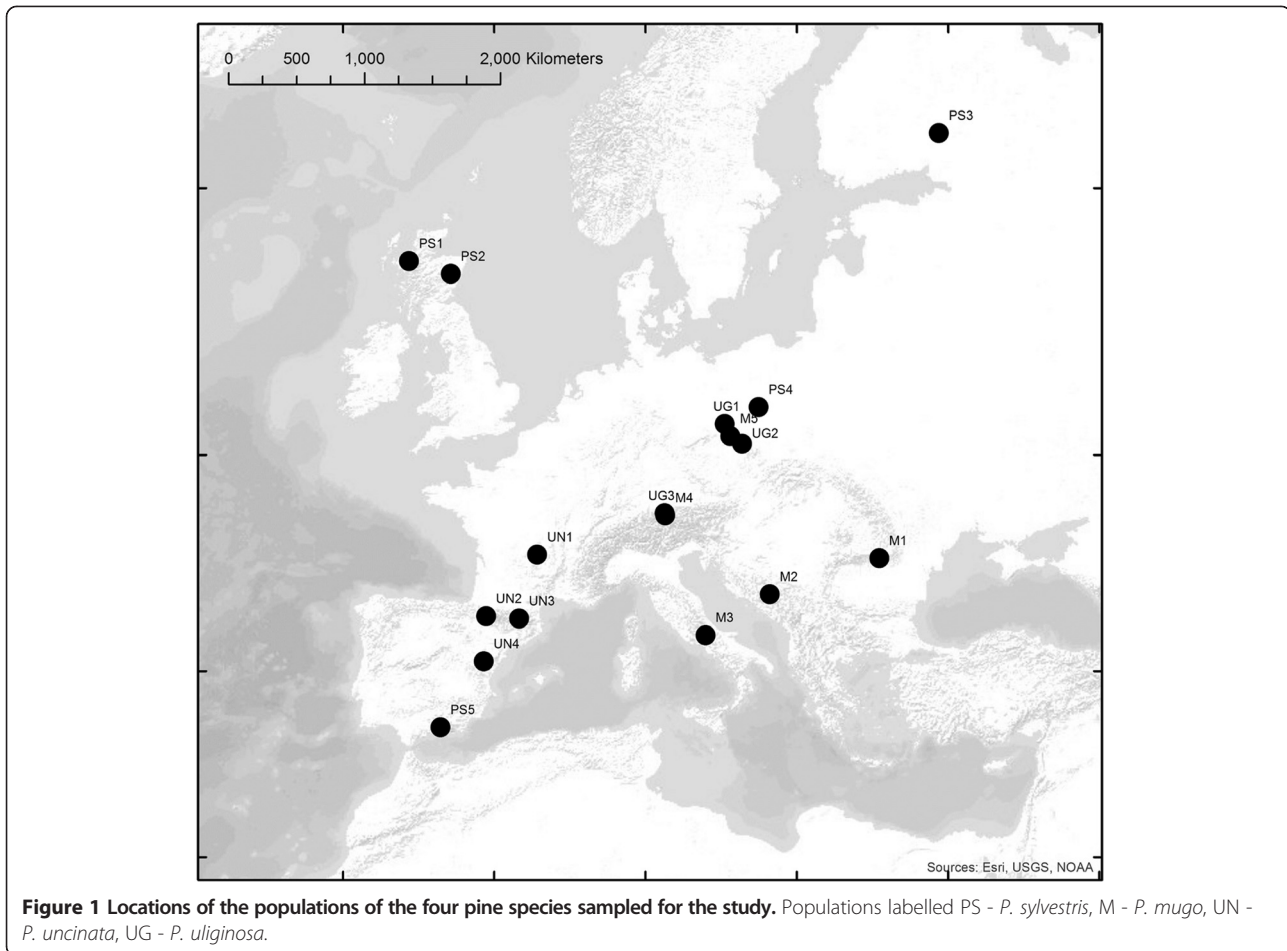 0 500 1,000 2,000 Kilometers
PS3
PS1
PS2
PS4
UG1
M5
UG2
UG3 M4
UN1
M1
M2
UN2
UN3
M3
UN4
PS5
Sources: Esri, USGS, NOAA
Figure 1 Locations of the populations of the four pine species sampled for the study. Populations labelled PS - P. sylvestris, M - P. mugo, UN -
P. uncinata, UG - P. uliginosa.